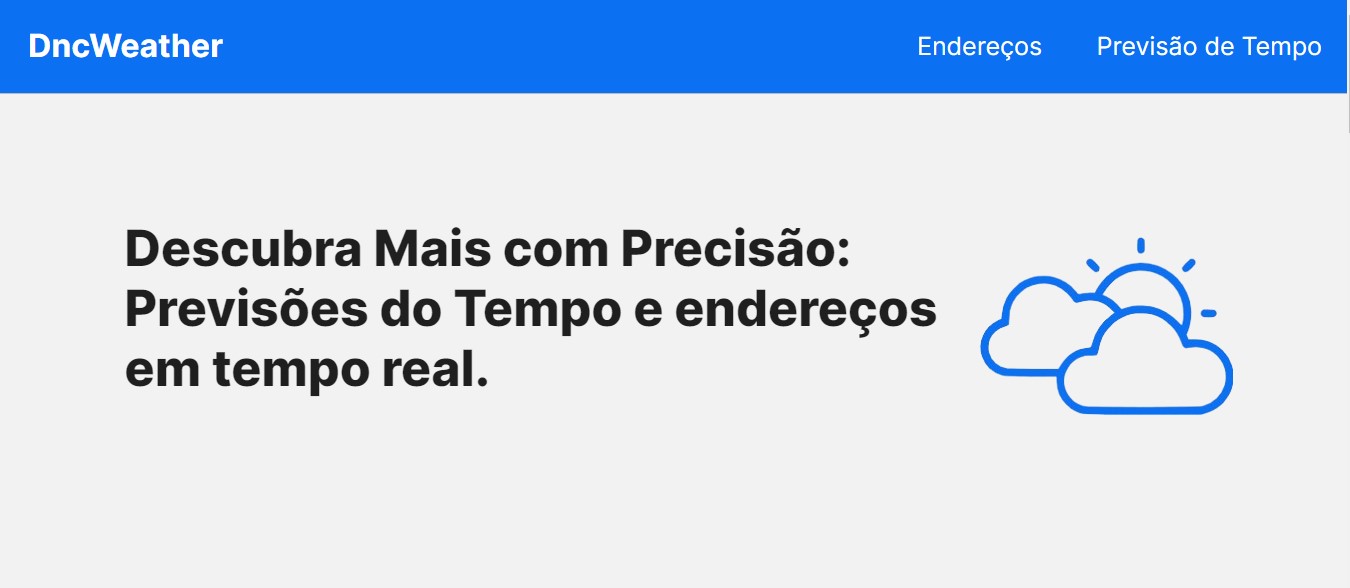 DncWeather
Endereços
Previsão de Tempo
Descubra Mais com Precisão:
Previsões do Tempo e endereços
em tempo real.